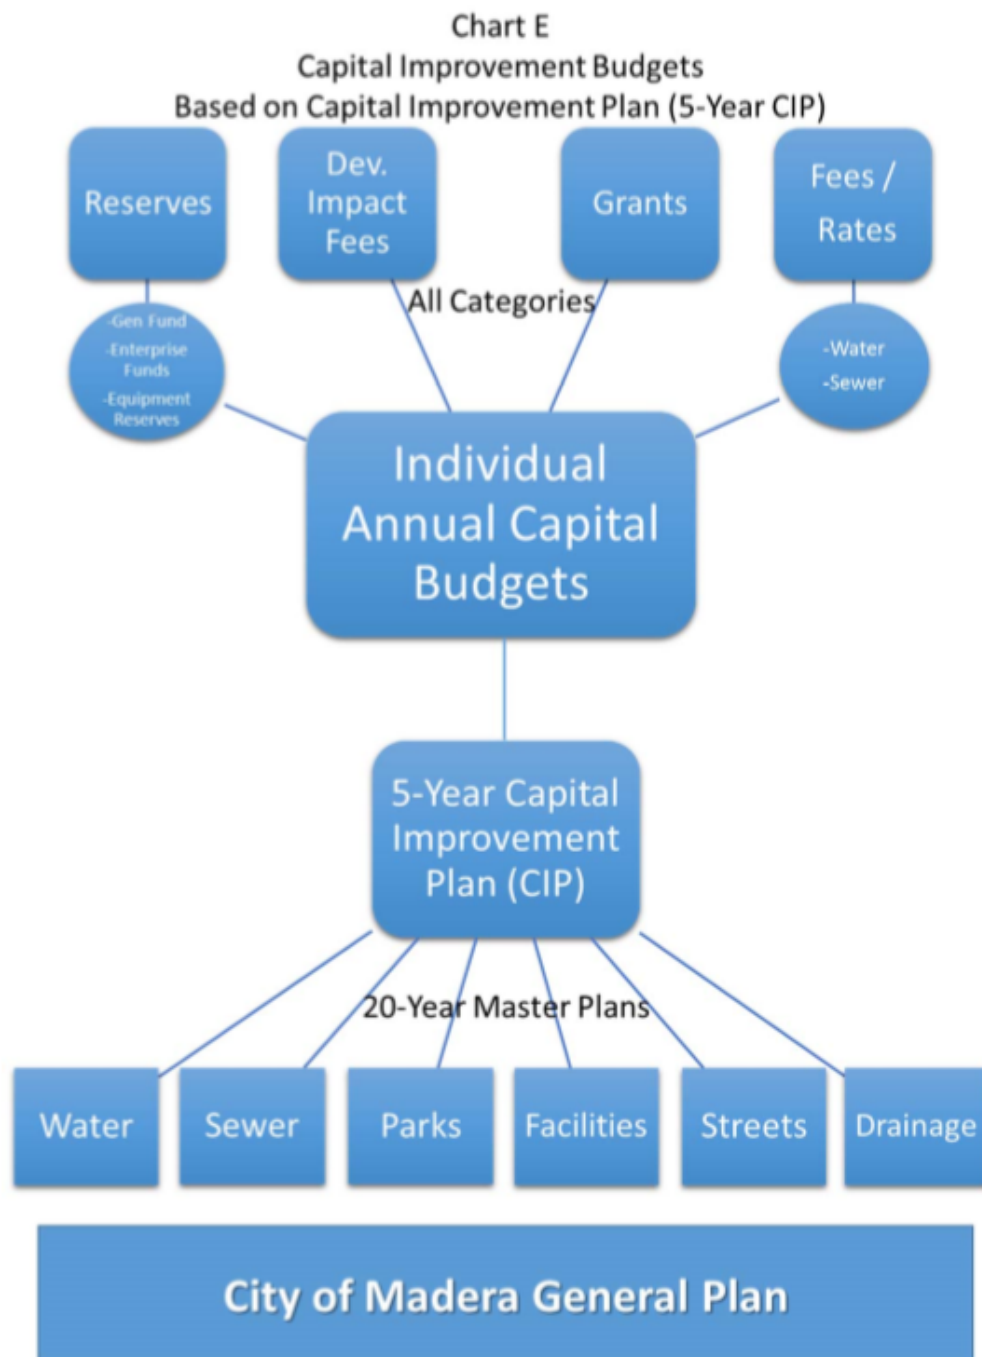 Chart E
Capital Improvement Budgets
Based on Capital Improvement Plan (5-Year CIP)
Reserves
Dev.
Impact
Fees
Grants
Fees /
Rates
All Categories
-Gen Fund
-Enterprise
Funds
-Equipment
Reserves
-Water
-Sewer
Individual
Annual Capital
Budgets
5-Year Capital
Improvement
Plan (CIP)
20-Year Master Plans
Water
Sewer
Parks
Facilities
Streets
Drainage
City of Madera General Plan